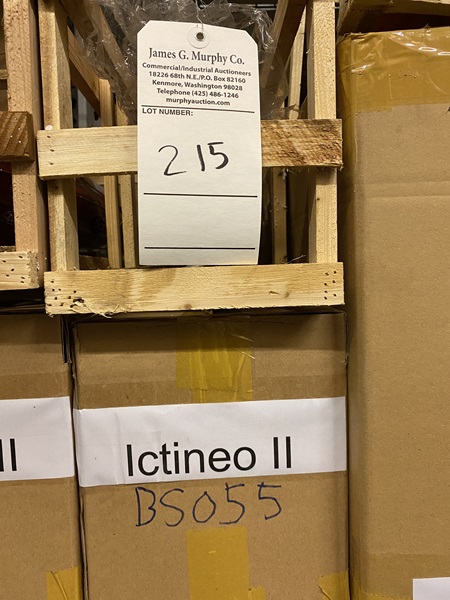 James G. Murphy Co.
Commercial/Industrial Auctioneers
18226 68th N.E./P.O. Box 82160
Kenmore, Washington 98028
Telephone (425) 486-1246
murphyauction.com
LOT NUMBER:
215
II
Ictineo II
BS055